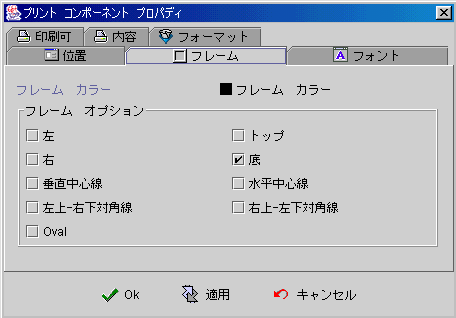 プリント コンポーネント プロパディ
印刷可 内容 フォーマット
位置 フレーム フォント
フレーム カラー フレーム カラー
フレーム オプション
左 トップ
右 底
垂直中心線 水平中心線
左上-右下対角線 右上-左下対角線
Oval
Ok 適用 キャンセル